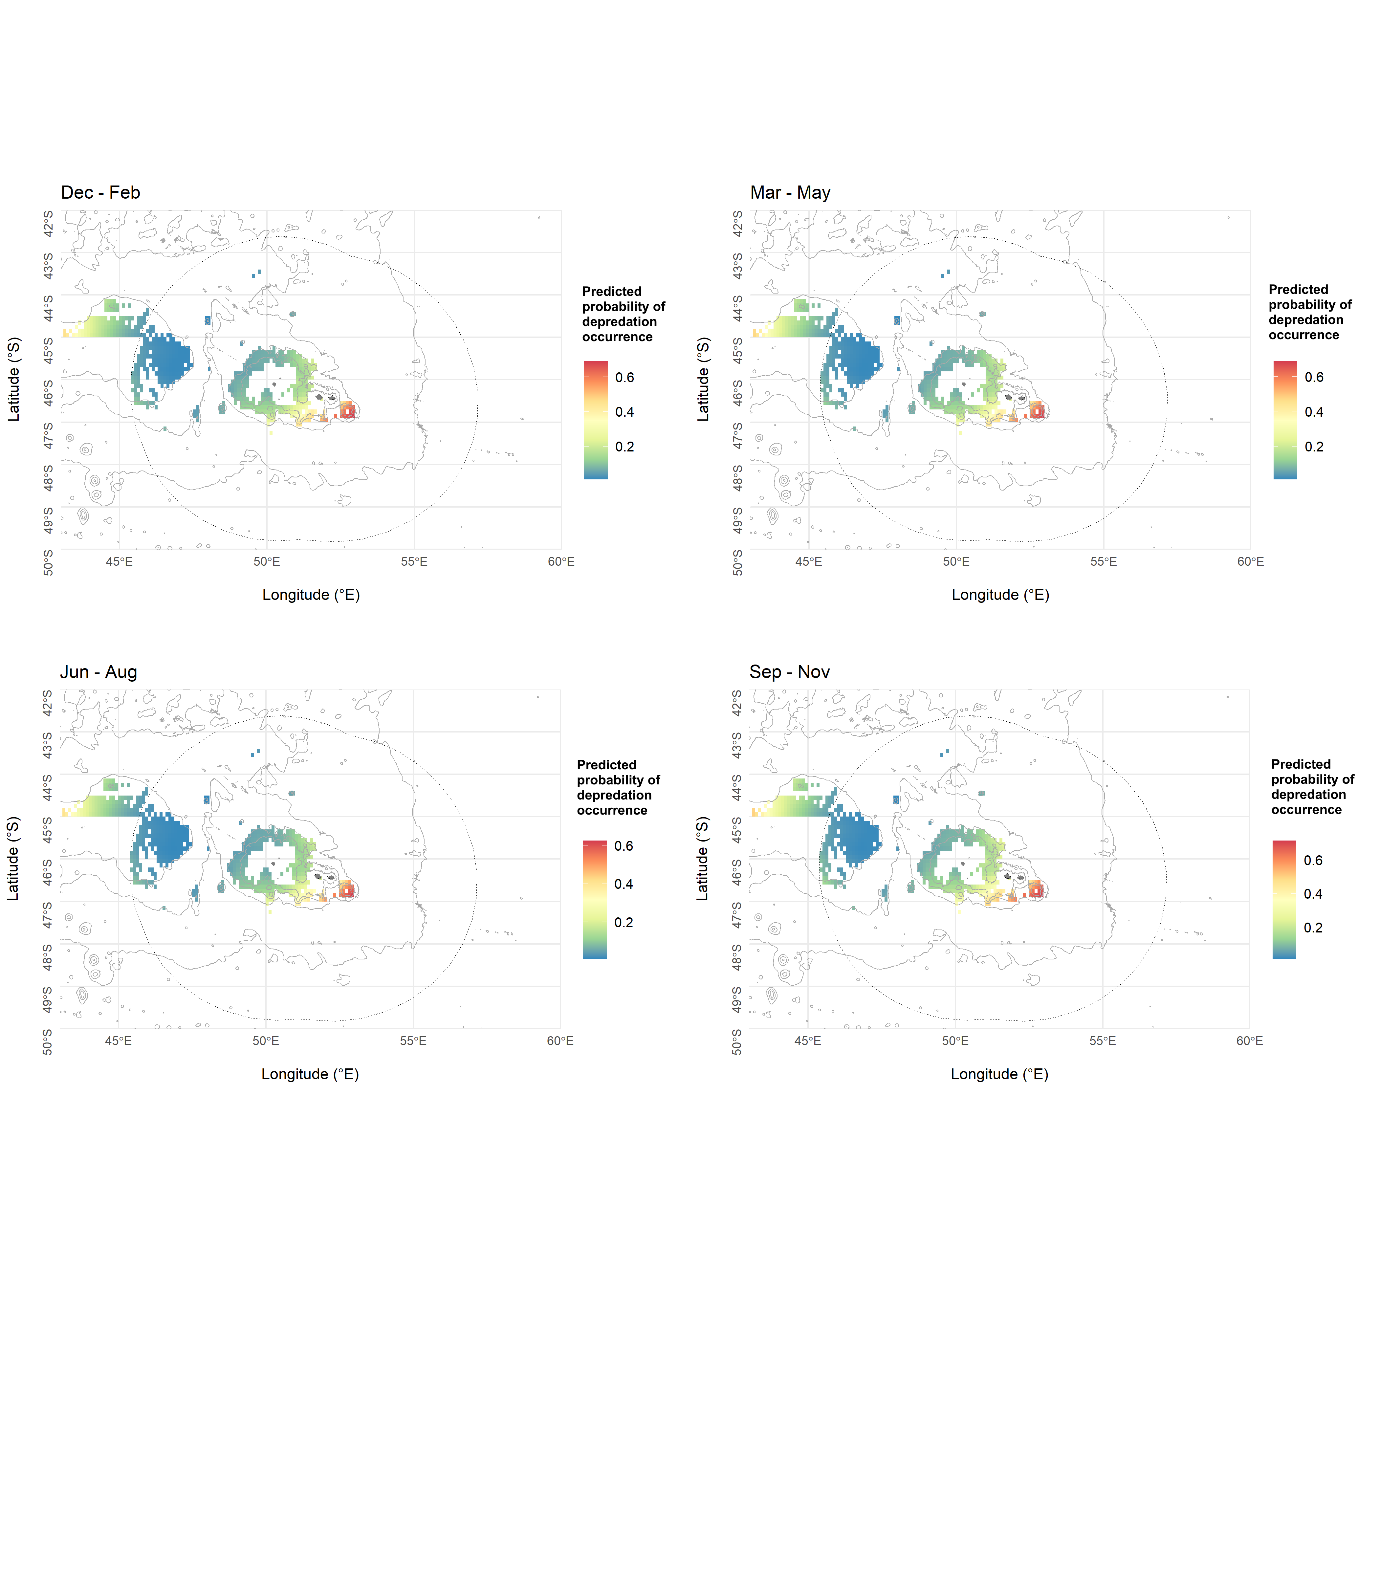 Dec - Feb
42°S
43°S
44°S
45°S
46°S
47°S
48°S
49°S
50°S
Latitude (°S)
45°E
50°E
55°E
60°E
Longitude (°E)
Predicted
probability of
depredation
occurrence
0.6
0.4
0.2
Mar - May
42°S
43°S
44°S
45°S
46°S
47°S
48°S
49°S
50°S
Latitude (°S)
45°E
50°E
55°E
60°E
Longitude (°E)
Predicted
probability of
depredation
occurrence
0.6
0.4
0.2
Jun - Aug
42°S
43°S
44°S
45°S
46°S
47°S
48°S
49°S
50°S
Latitude (°S)
45°E
50°E
55°E
60°E
Longitude (°E)
Predicted
probability of
depredation
occurrence
0.6
0.4
0.2
Sep - Nov
42°S
43°S
44°S
45°S
46°S
47°S
48°S
49°S
50°S
Latitude (°S)
45°E
50°E
55°E
60°E
Longitude (°E)
Predicted
probability of
depredation
occurrence
0.6
0.4
0.2